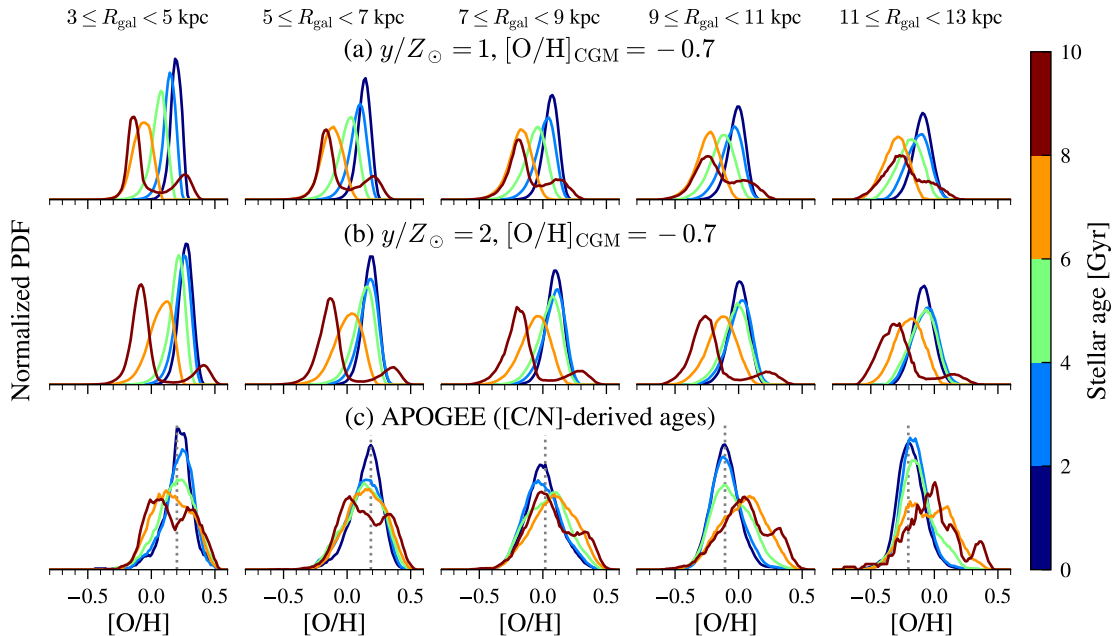 3 ≤ R_gal < 5 kpc 5 ≤ R_gal < 7 kpc 7 ≤ R_gal < 9 kpc 9 ≤ R_gal < 11 kpc 11 ≤ R_gal < 13 kpc
(a) y/Z_⊙ = 1, [O/H]_CGM = −0.7
(b) y/Z_⊙ = 2, [O/H]_CGM = −0.7
(c) APOGEE ([C/N]-derived ages)
Normalized PDF
−0.5 0.0 0.5 −0.5 0.0 0.5 −0.5 0.0 0.5 −0.5 0.0 0.5 −0.5 0.0 0.5
[O/H] [O/H] [O/H] [O/H] [O/H]
10
8
6
4
2
0
Stellar age [Gyr]